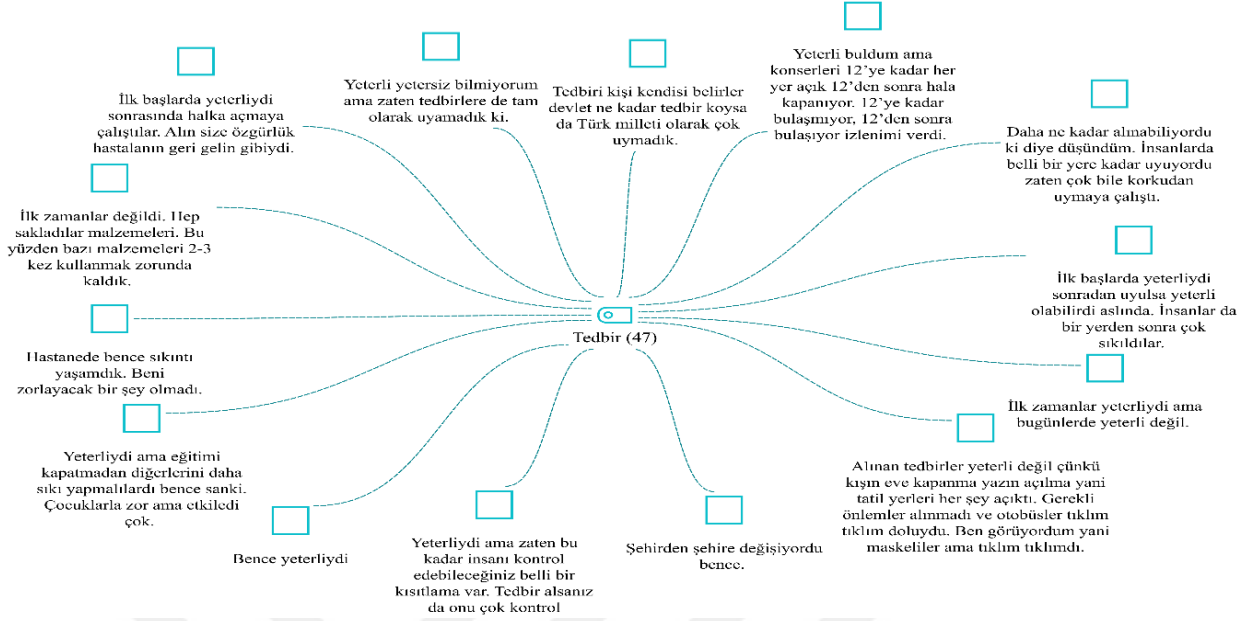 İlk başlarda yeterliydi
sonrasında halka açmaya
çalıştılar. Alın size özgürlük
hastalanın geri gelin gibiydi.
Yeterli yetersiz bilmiyorum
ama zaten tedbirlere de tam
olarak uyamadık ki.
Tedbiri kişi kendisi belirler
devlet ne kadar tedbir koysa
da Türk milleti olarak çok
uymadık.
Yeterli buldum ama
konserleri 12’ye kadar her
yer açık 12’den sonra hala
kapanıyor. 12’ye kadar
bulaşmıyor, 12’den sonra
bulaşıyor izlenimi verdi.
Daha ne kadar alınabiliyordu
ki diye düşündüm. İnsanlarda
belli bir yere kadar uyuyordu
zaten çok bile korkudan
uymaya çalıştı.
İlk zamanlar değildi. Hep
sakladılar malzemeleri. Bu
yüzden bazı malzemeleri 2-3
kez kullanmak zorunda
kaldık.
İlk başlarda yeterliydi
sonradan uyulsa yeterli
olabilirdi aslında. İnsanlar da
bir yerden sonra çok
sıkıldılar.
Tedbir (47)
Hastanede bence sıkıntı
yaşamdık. Beni
zorlayacak bir şey olmadı.
İlk zamanlar yeterliydi ama
bugünlerde yeterli değil.
Yeterliydi ama eğitimi
kapatmadan diğerlerini daha
sıkı yapmalılardı bence sanki.
Çocuklarla zor ama etkiledi
çok.
Bence yeterliydi
Yeterliydi ama zaten bu
kadar insanı kontrol
edebileceğiniz belli bir
kısıtlama var. Tedbir alsanız
da onu çok kontrol
Şehirden şehire değişiyordu
bence.
Alınan tedbirler yeterli değil çünkü
kışın eve kapanma yazın açılma yani
tatil yerleri her şey açıktı. Gerekli
önlemler alınmadı ve otobüsler tıklım
tıklım doluydu. Ben görüyordum yani
maskeliler ama tıklım tıklımdı.